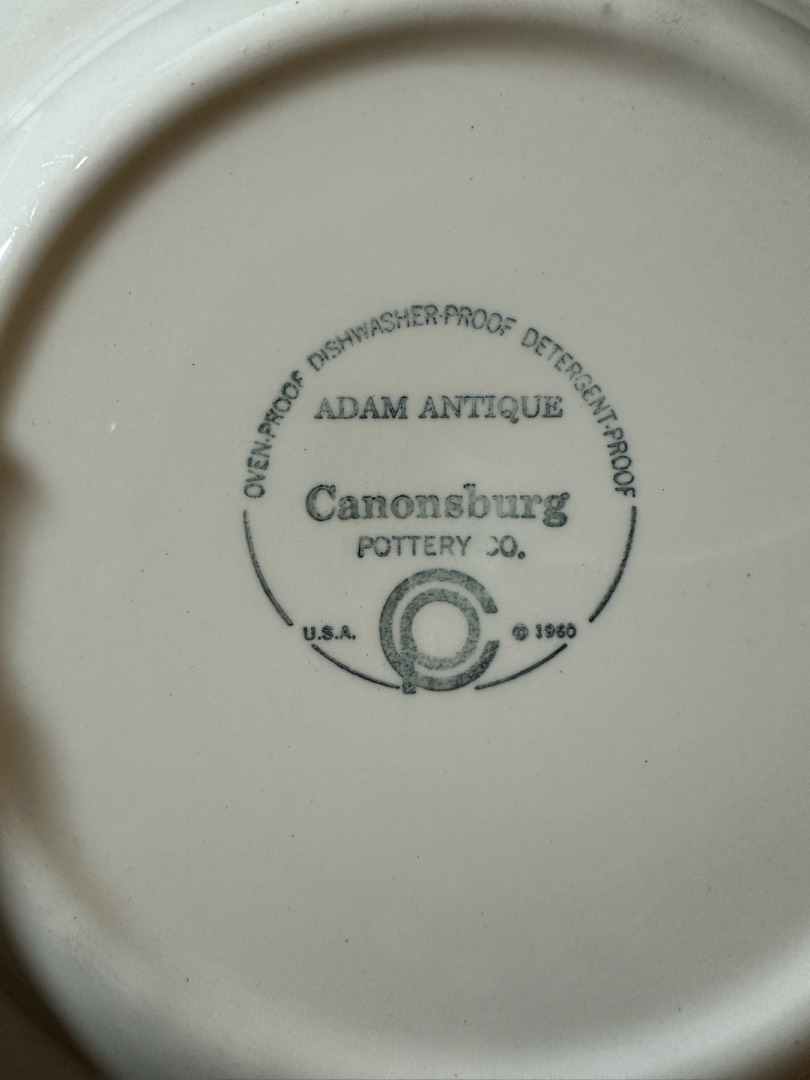 OVEN-PROOF DISHWASHER-PROOF DETERGENT-PROOF
ADAM ANTIQUE
Canonsburg
POTTERY CO.
U.S.A.
© 1960